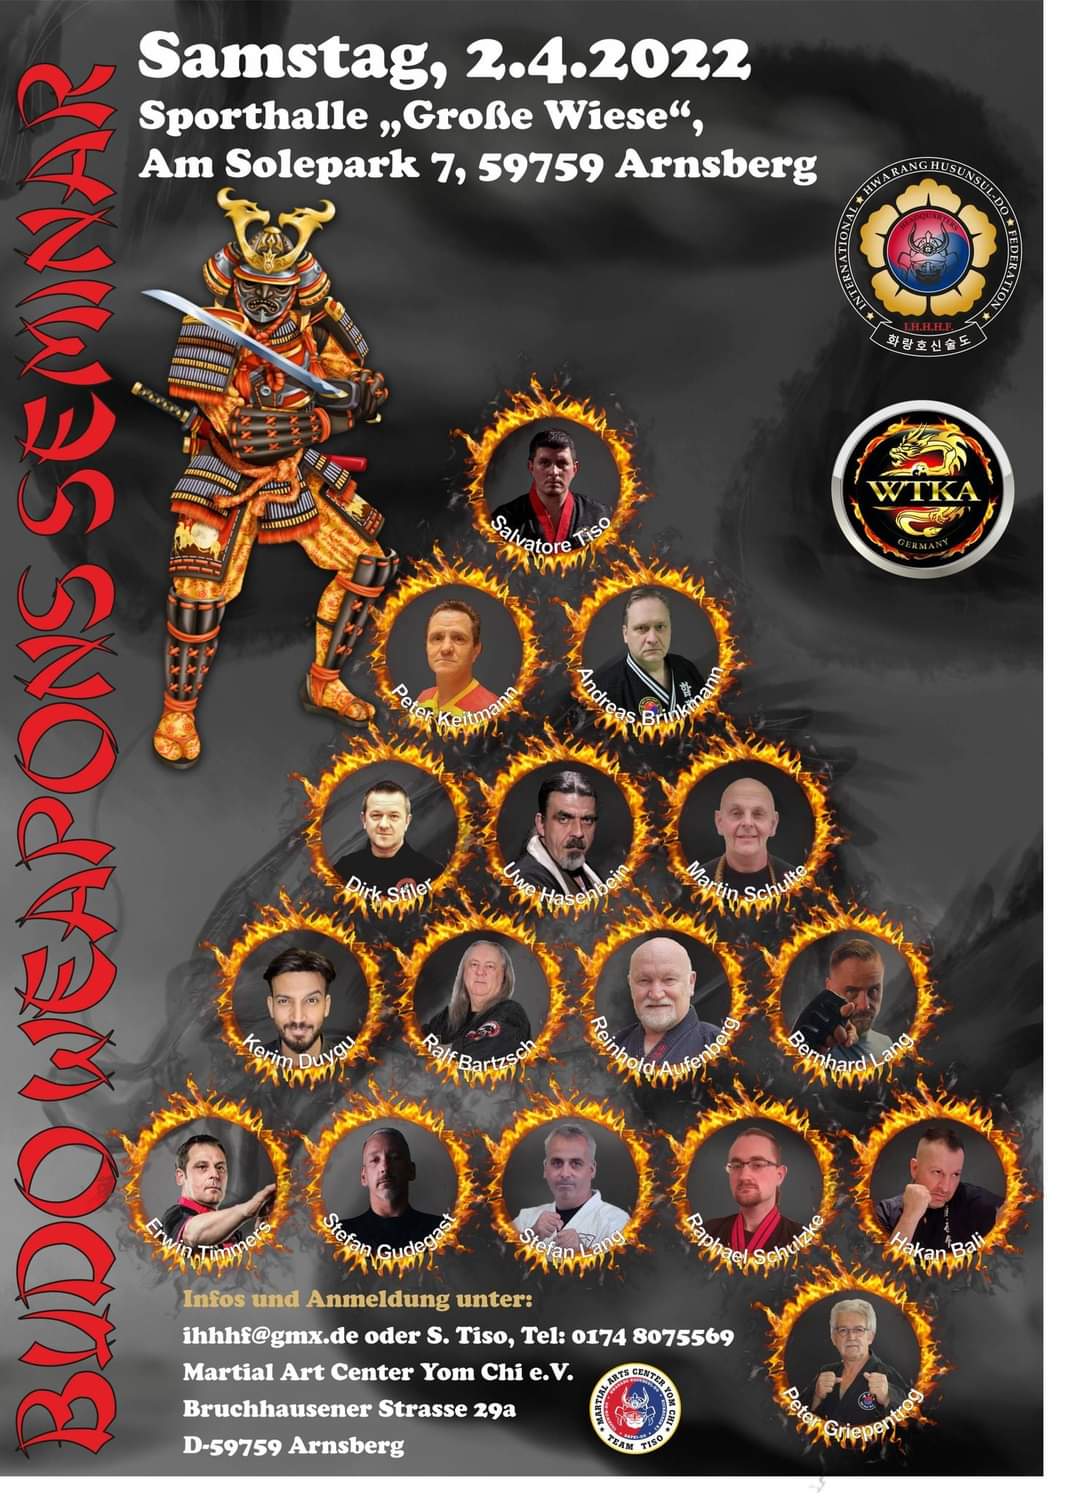 BUDO WEAPONS SEMINAR
Samstag, 2.4.2022
Sporthalle „Große Wiese“,
Am Solepark 7, 59759 Arnsberg
INTERNATIONAL ★ HWARANG HUSUNSUL-DO ★ FEDERATION
HEADQUARTERS
I.H.H.H.F.
화랑호신술도
WTKA
GERMANY
Salvatore Tiso
Peter Keitmann
Andreas Brinkmann
Dirk Stiler
Uwe Hasenbein
Martin Schulte
Kerim Duygu
Ralf Bartzsch
Reinhold Aufenberg
Bernhard Lang
Erwin Timmers
Stefan Gudegast
Stefan Lang
Raphael Schulzke
Hakan Bali
Peter Griepentrog
Infos und Anmeldung unter:
ihhhf@gmx.de oder S. Tiso, Tel: 0174 8075569
Martial Art Center Yom Chi e.V.
Bruchhausener Strasse 29a
D-59759 Arnsberg
MARTIAL ARTS CENTER YOM CHI
TEAM TISO